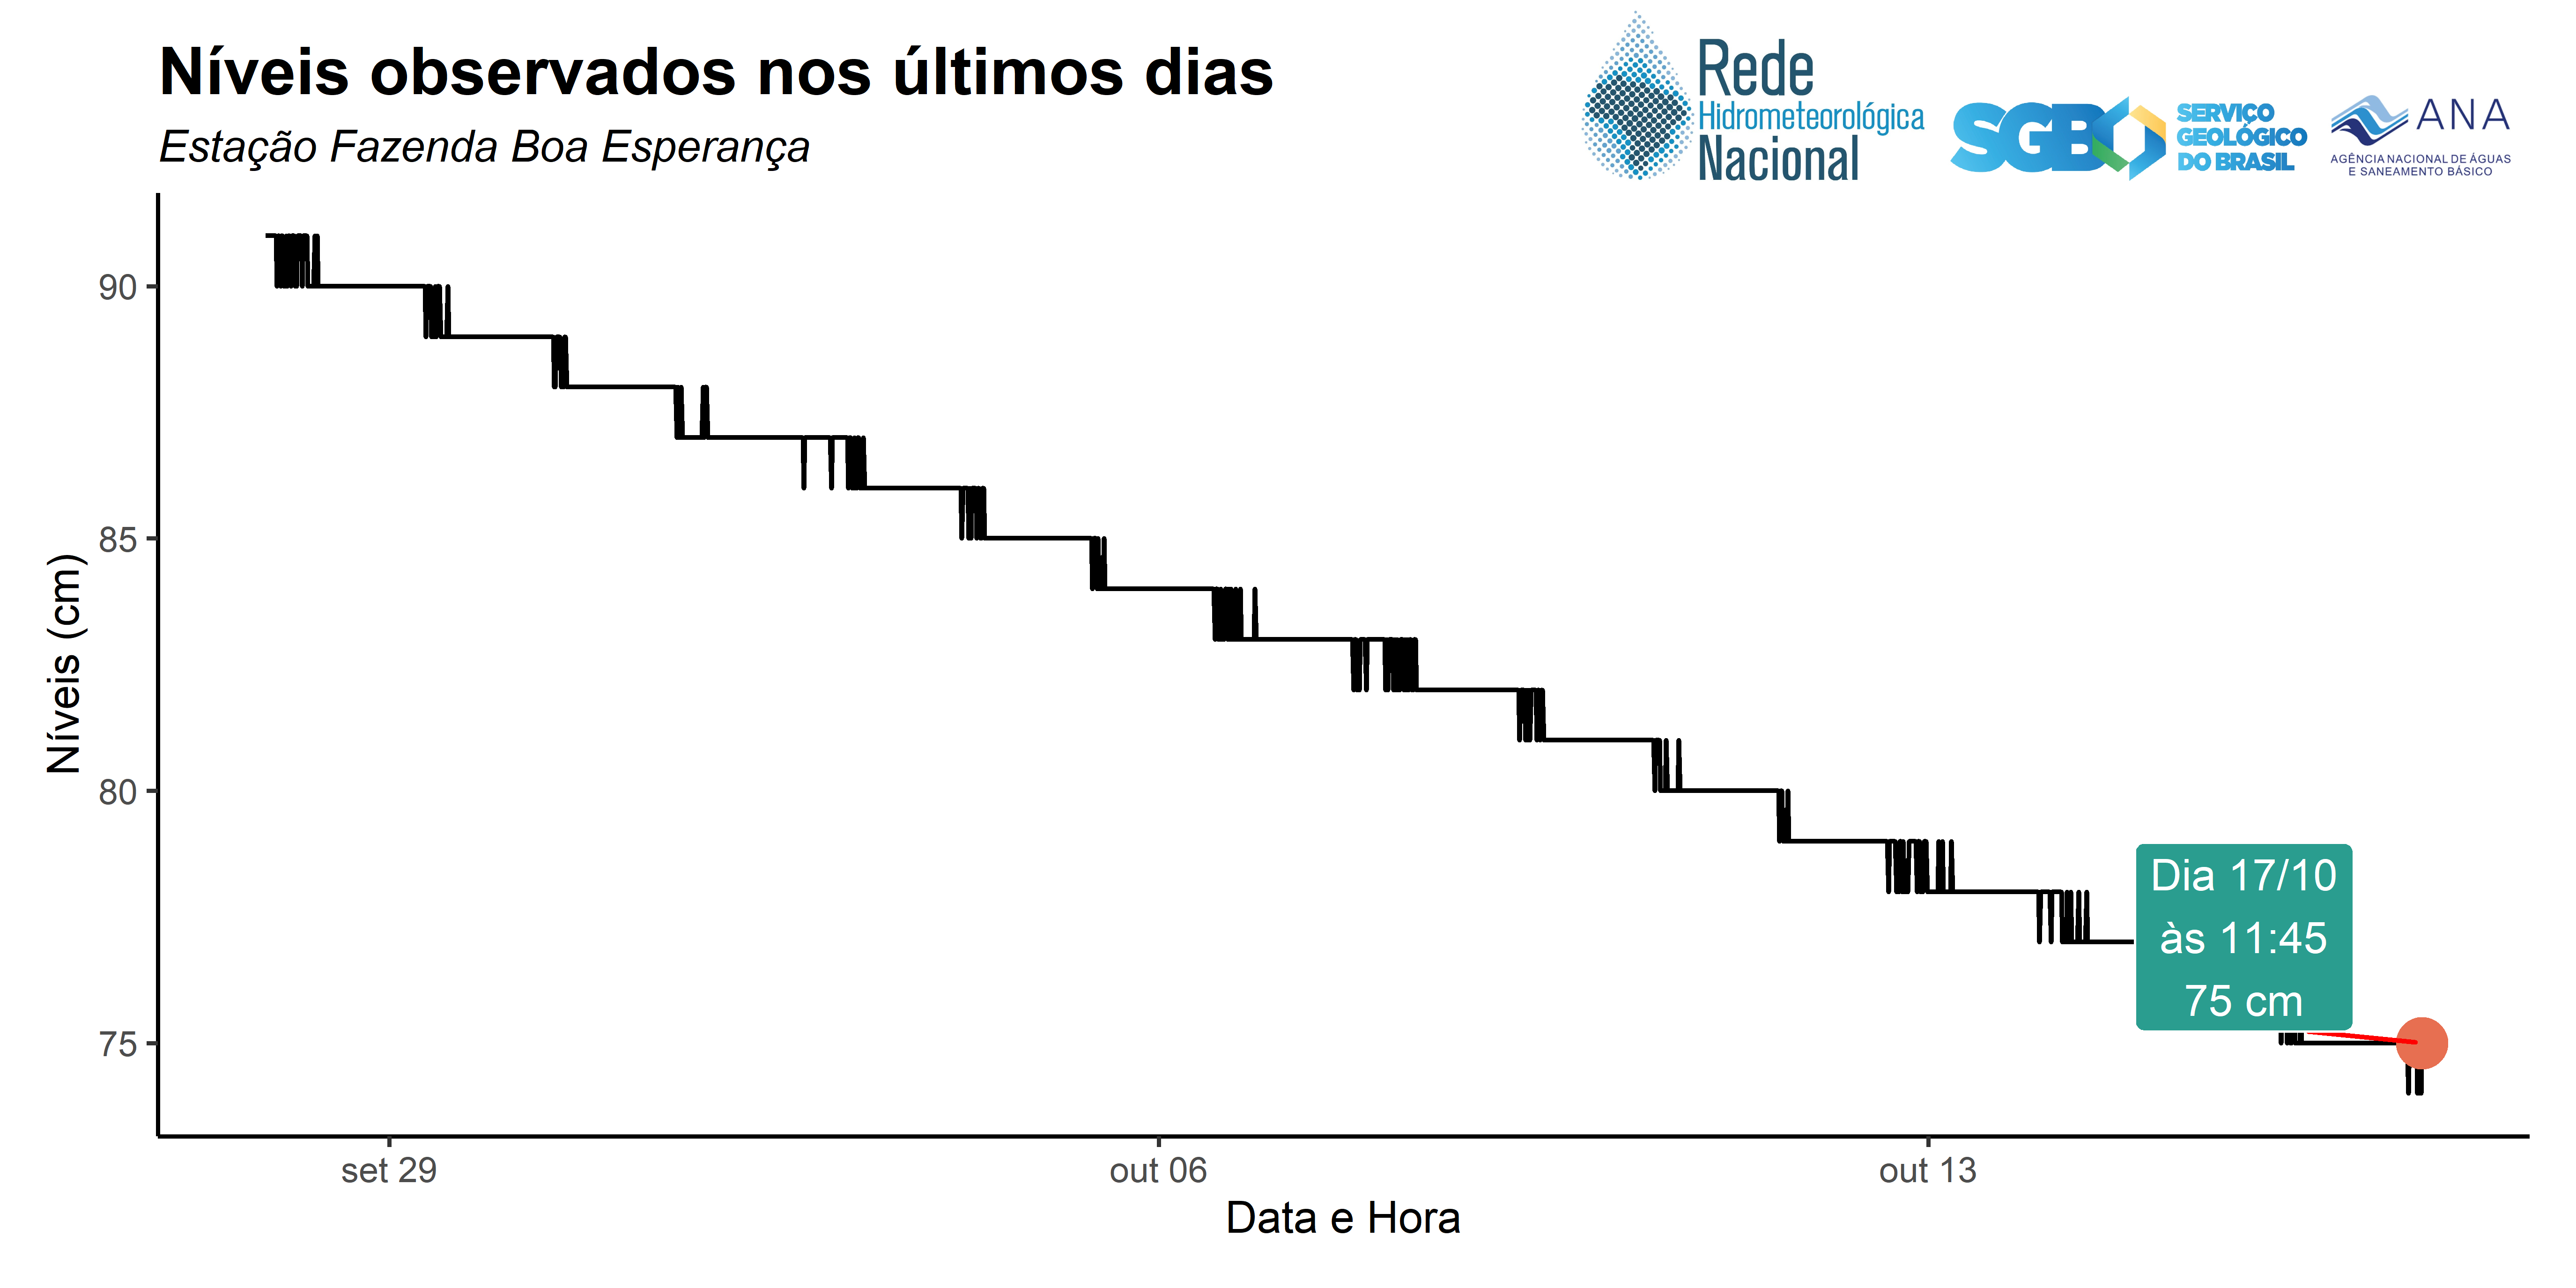 Níveis observados nos últimos dias
Estação Fazenda Boa Esperança
Rede
Hidrometeorológica
Nacional
SGB
SERVIÇO
GEOLÓGICO
DO BRASIL
ANA
AGÊNCIA NACIONAL DE ÁGUAS
E SANEAMENTO BÁSICO
Níveis (cm)
90
85
80
75
Dia 17/10
às 11:45
75 cm
set 29
out 06
out 13
Data e Hora